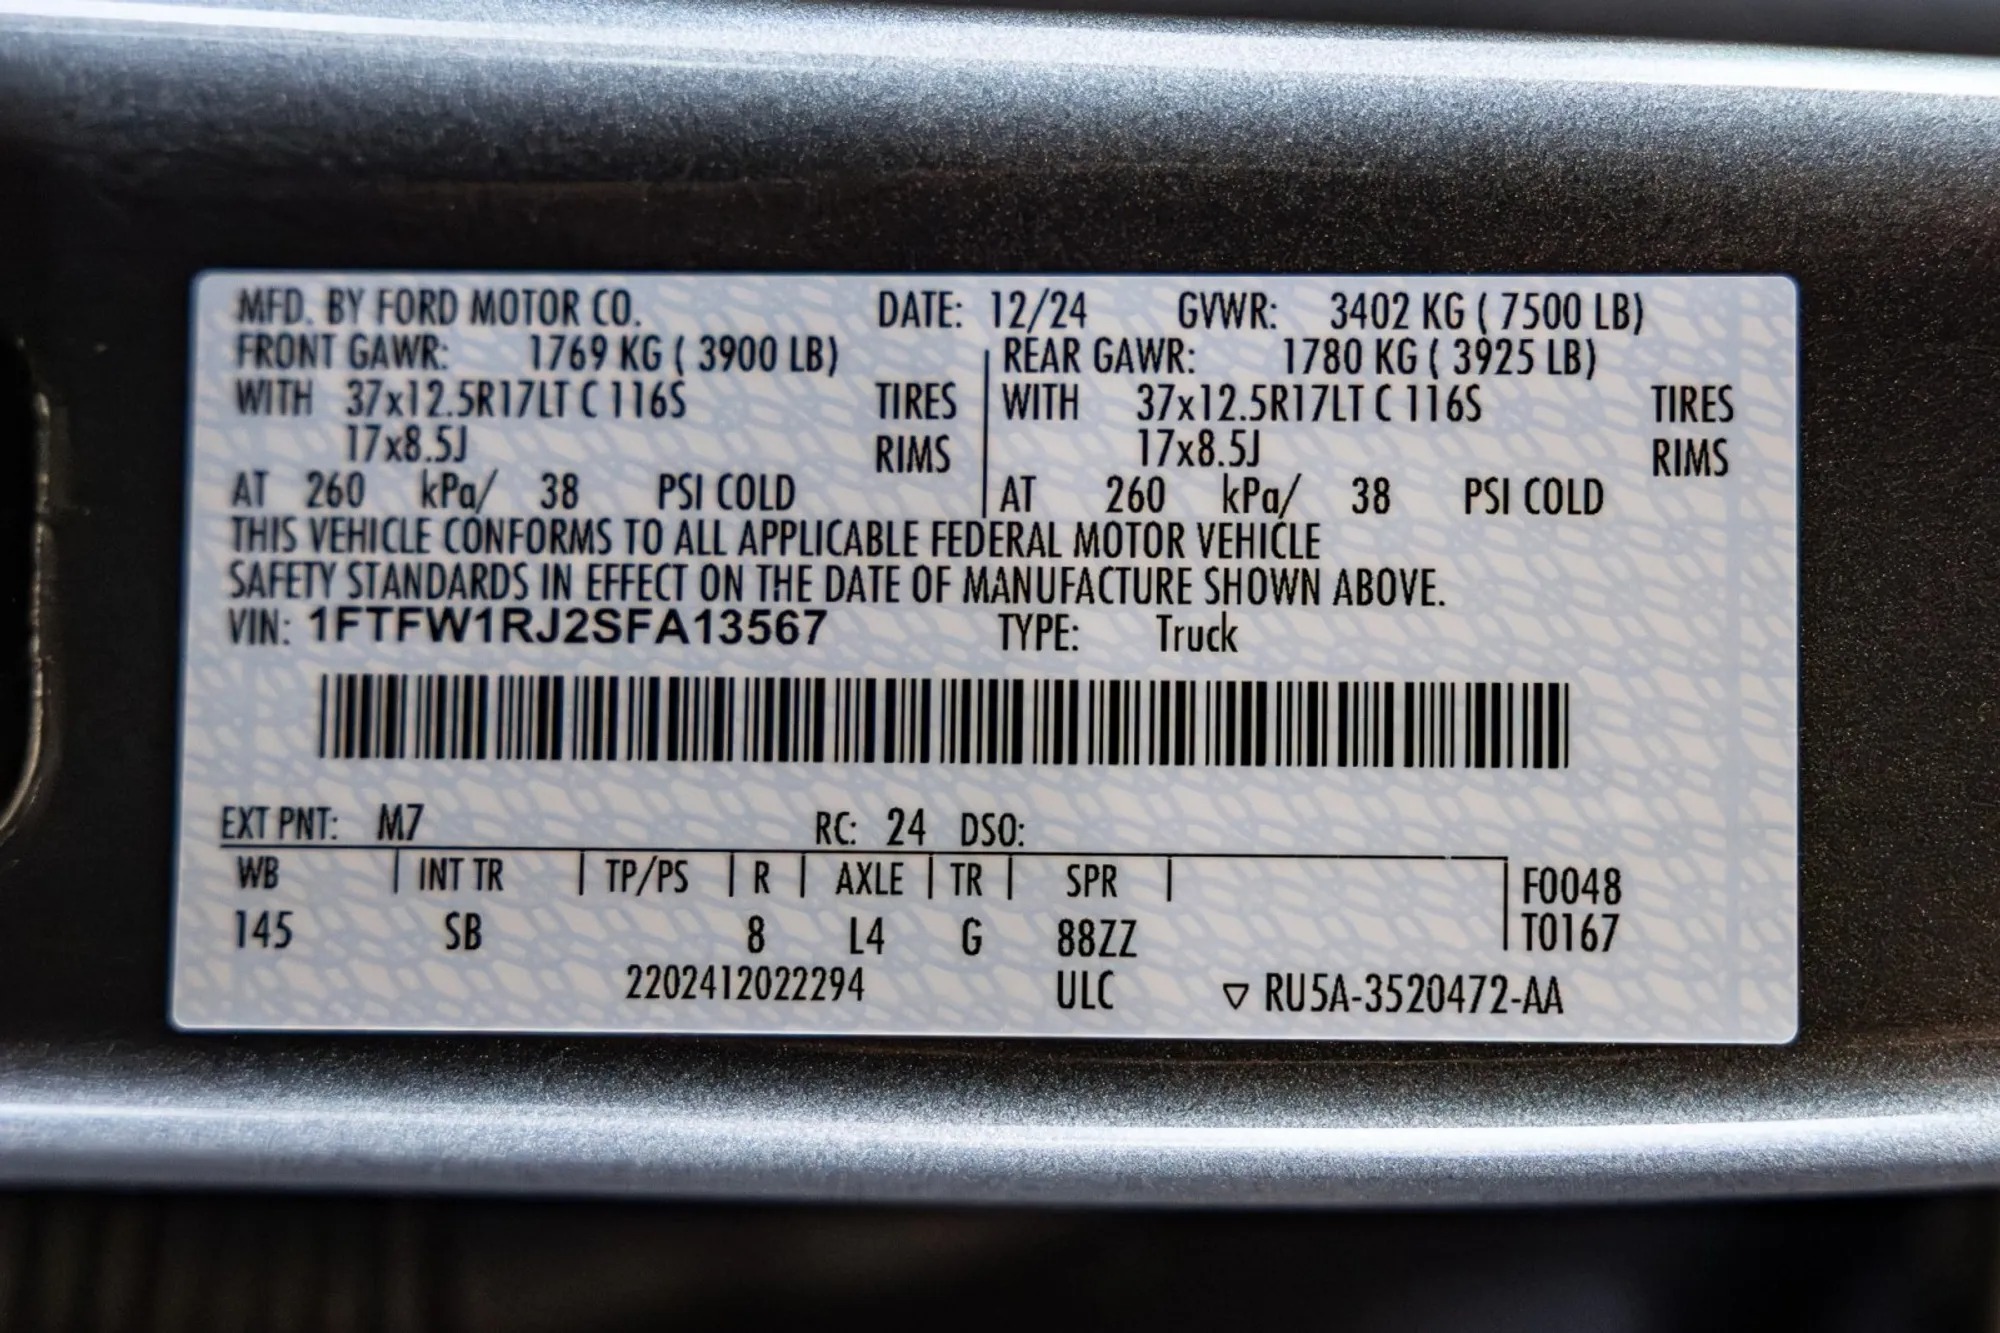 MFD. BY FORD MOTOR CO. DATE: 12/24 GVWR: 3402 KG ( 7500 LB)
FRONT GAWR: 1769 KG ( 3900 LB) REAR GAWR: 1780 KG ( 3925 LB)
WITH 37x12.5R17LT C 116S TIRES WITH 37x12.5R17LT C 116S TIRES
17x8.5J RIMS 17x8.5J RIMS
AT 260 kPa/ 38 PSI COLD AT 260 kPa/ 38 PSI COLD
THIS VEHICLE CONFORMS TO ALL APPLICABLE FEDERAL MOTOR VEHICLE
SAFETY STANDARDS IN EFFECT ON THE DATE OF MANUFACTURE SHOWN ABOVE.
VIN: 1FTFW1RJ2SFA13567 TYPE: Truck
EXT PNT: M7 RC: 24 DSO:
WB INT TR TP/PS R AXLE TR SPR F0048
145 SB 8 L4 G 88ZZ T0167
2202412022294 ULC ▽ RU5A-3520472-AA